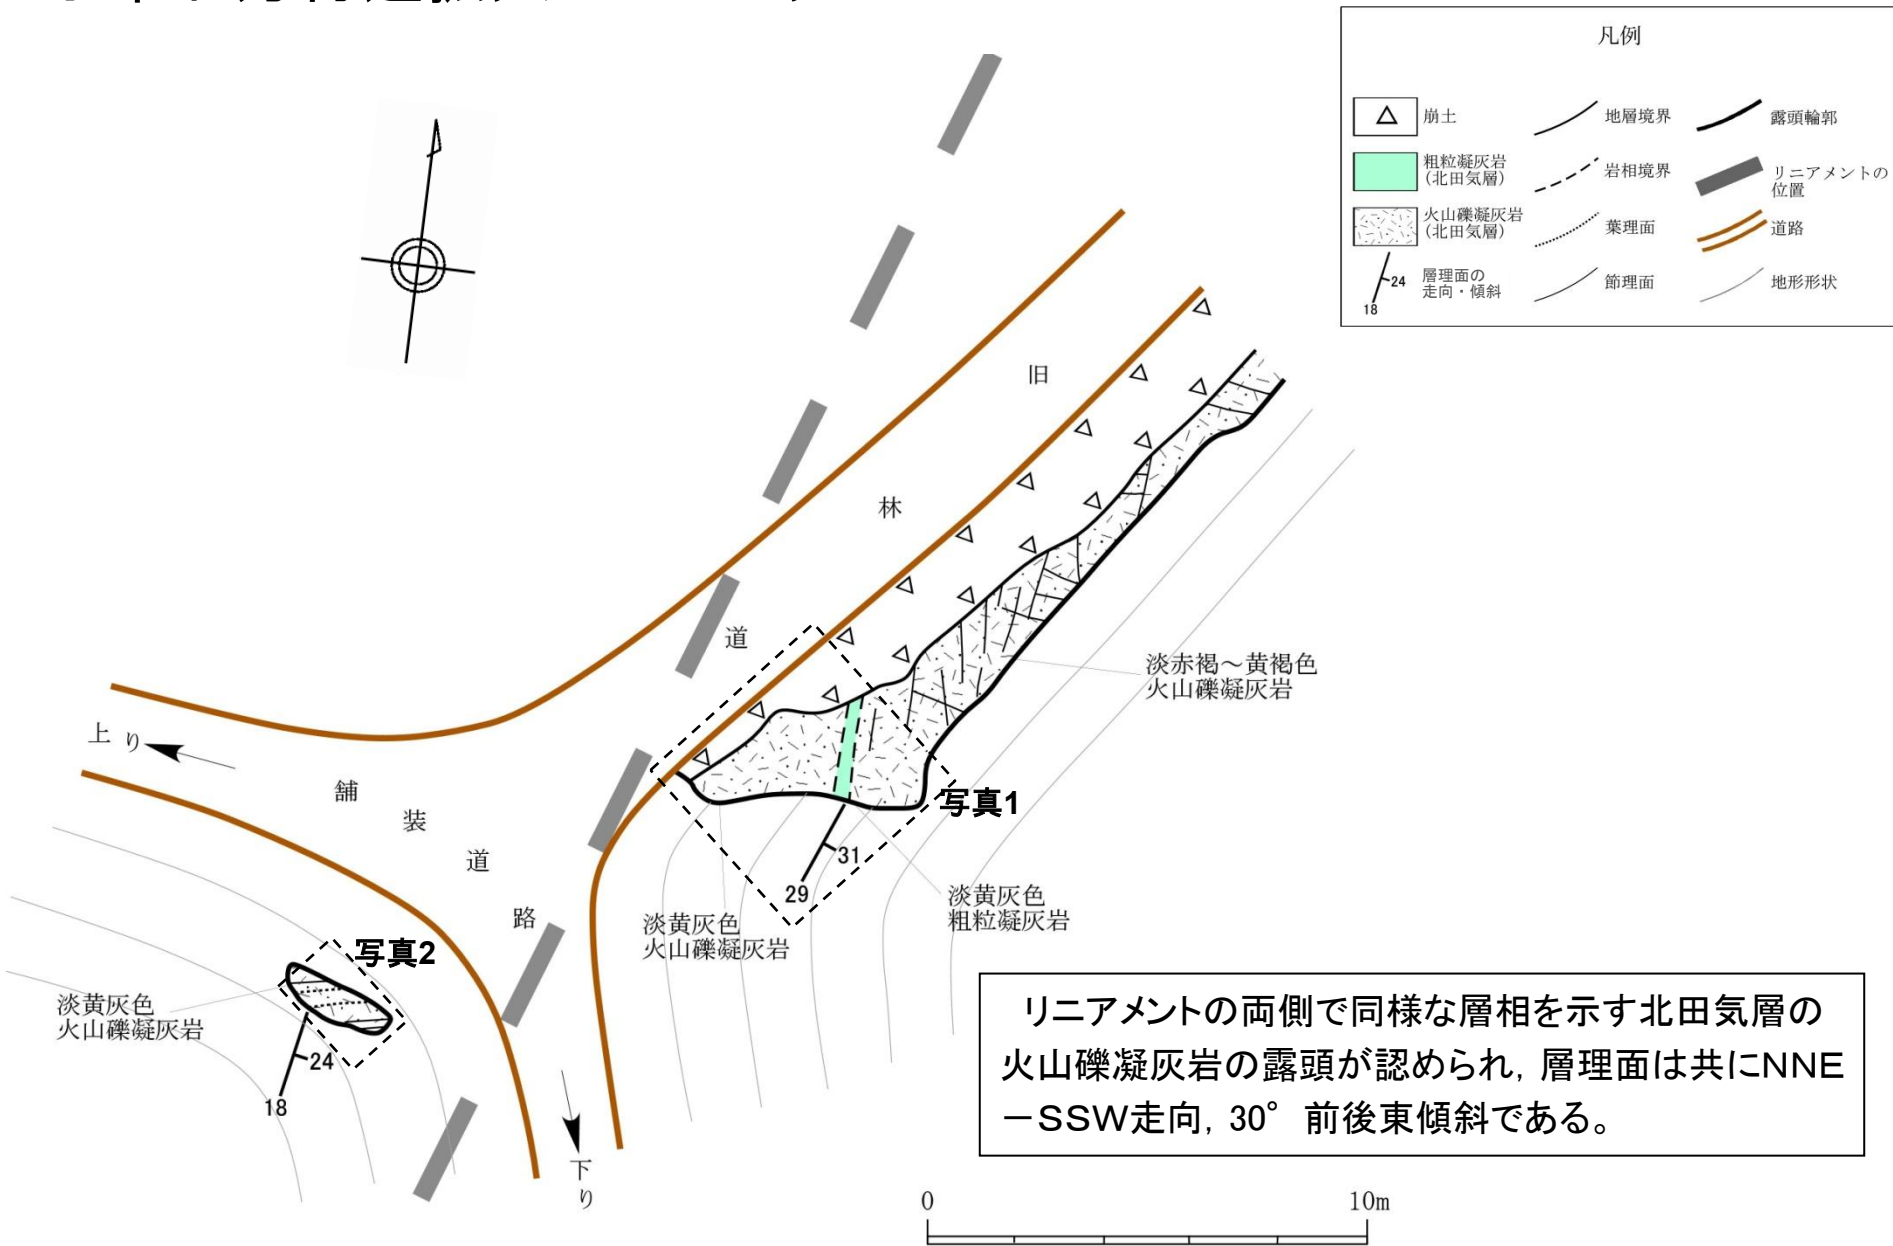 凡例
崩土
地層境界
露頭輪郭
粗粒凝灰岩
(北田気層)
岩相境界
リニアメントの
位置
火山礫凝灰岩
(北田気層)
葉理面
道路
24
18
層理面の
走向・傾斜
節理面
地形形状
旧
林
道
上り
舗
装
道
路
下り
淡赤褐～黄褐色
火山礫凝灰岩
写真1
31
29
淡黄灰色
粗粒凝灰岩
淡黄灰色
火山礫凝灰岩
写真2
淡黄灰色
火山礫凝灰岩
24
18
リニアメントの両側で同様な層相を示す北田気層の
火山礫凝灰岩の露頭が認められ，層理面は共にNNE
－SSW走向，30°前後東傾斜である。
0
10m